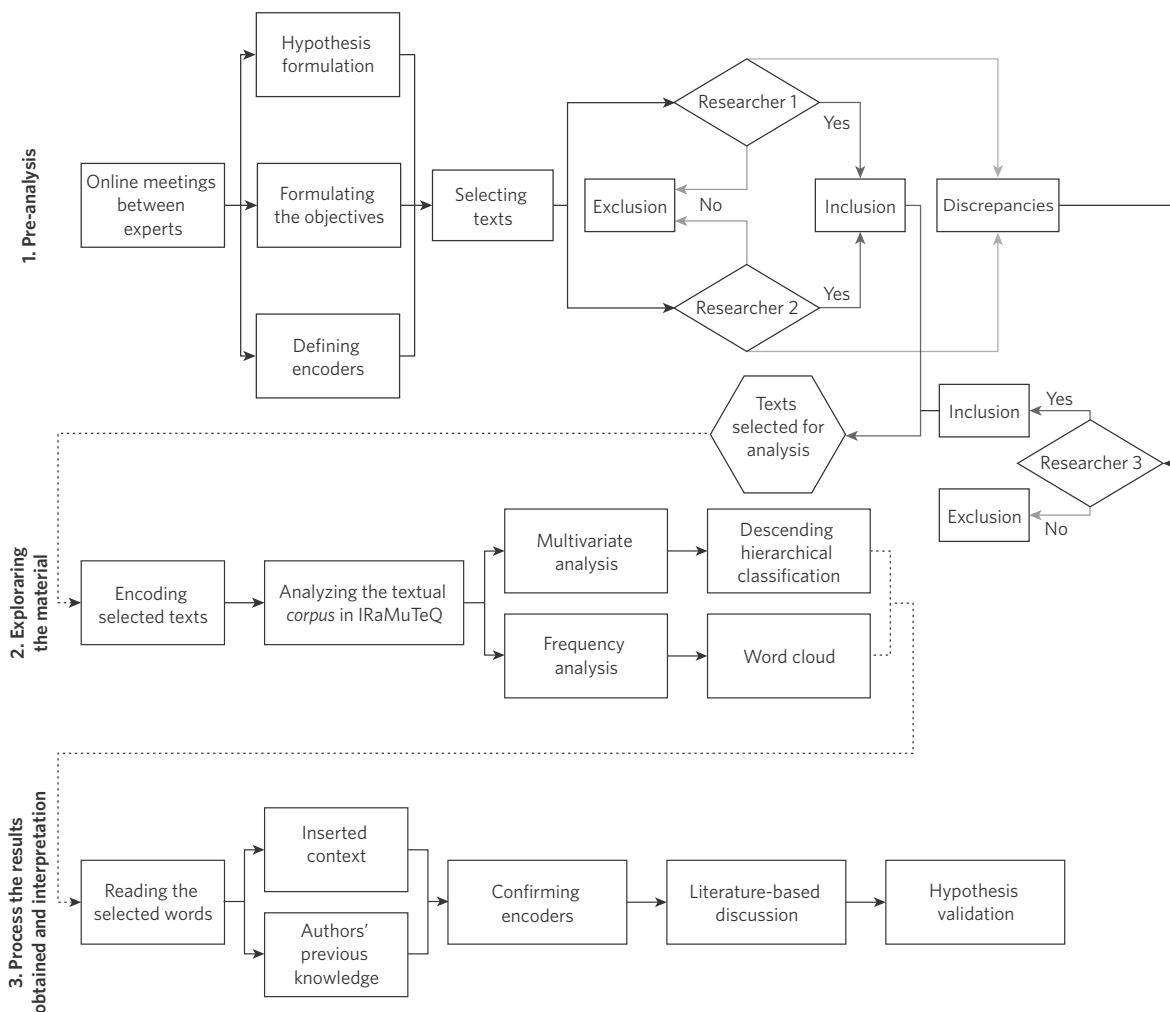 1. Pre-analysis
Online meetings
between
experts
Hypothesis
formulation
Formulating
the objectives
Defining
encoders
Selecting
texts
Researcher 1
Yes
Exclusion
No
Inclusion
Discrepancies
Researcher 2
Yes
Texts
selected for
analysis
Inclusion
Yes
Researcher 3
Exclusion
No
2. Exploraring
the material
Encoding
selected texts
Analyzing the textual
corpus in IRaMuTeQ
Multivariate
analysis
Descending
hierarchical
classification
Frequency
analysis
Word cloud
3. Process the results
obtained and interpretation
Reading the
selected words
Inserted
context
Authors'
previous
knowledge
Confirming
encoders
Literature-based
discussion
Hypothesis
validation